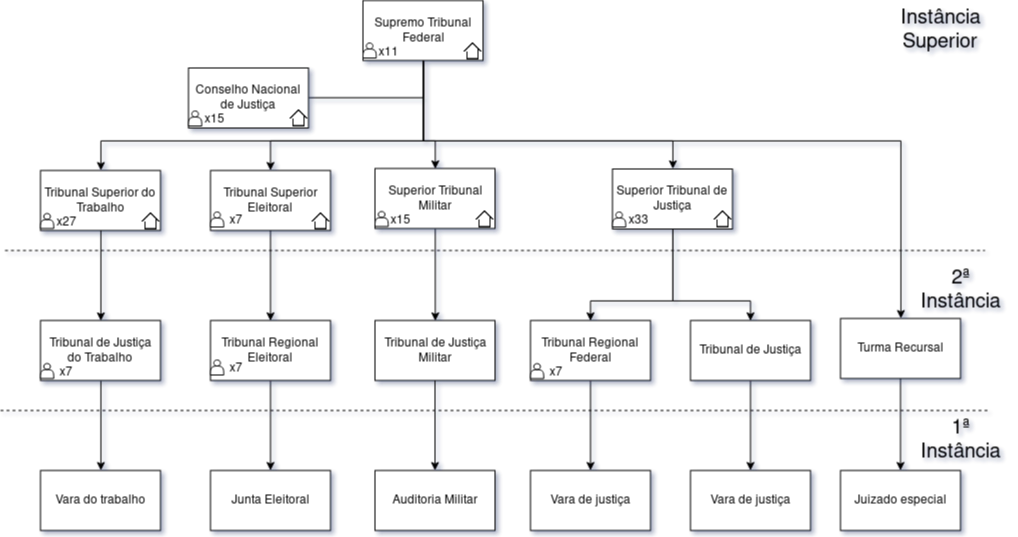 Supremo Tribunal
Federal
x11
Instância
Superior
Conselho Nacional
de Justiça
x15
Tribunal Superior do
Trabalho
x27
Tribunal Superior
Eleitoral
x7
Superior Tribunal
Militar
x15
Superior Tribunal de
Justiça
x33
2ª
Instância
Tribunal de Justiça
do Trabalho
x7
Tribunal Regional
Eleitoral
x7
Tribunal de Justiça
Militar
Tribunal Regional
Federal
x7
Tribunal de Justiça
Turma Recursal
1ª
Instância
Vara do trabalho
Junta Eleitoral
Auditoria Militar
Vara de justiça
Vara de justiça
Juizado especial